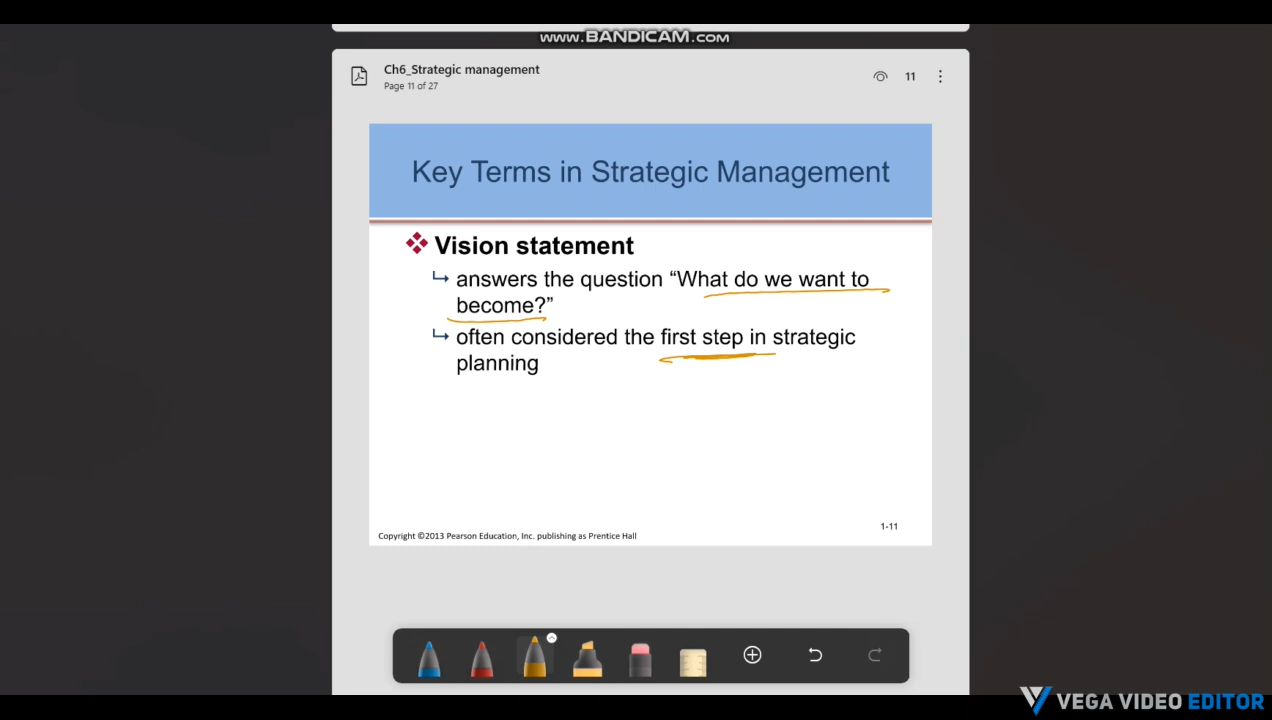 www.BANDICAM.com
Ch6_Strategic management
Page 11 of 27
11
Key Terms in Strategic Management
Vision statement
answers the question “What do we want to
become?”
often considered the first step in strategic
planning
1-11
Copyright ©2013 Pearson Education, Inc. publishing as Prentice Hall
VEGA VIDEO EDITOR